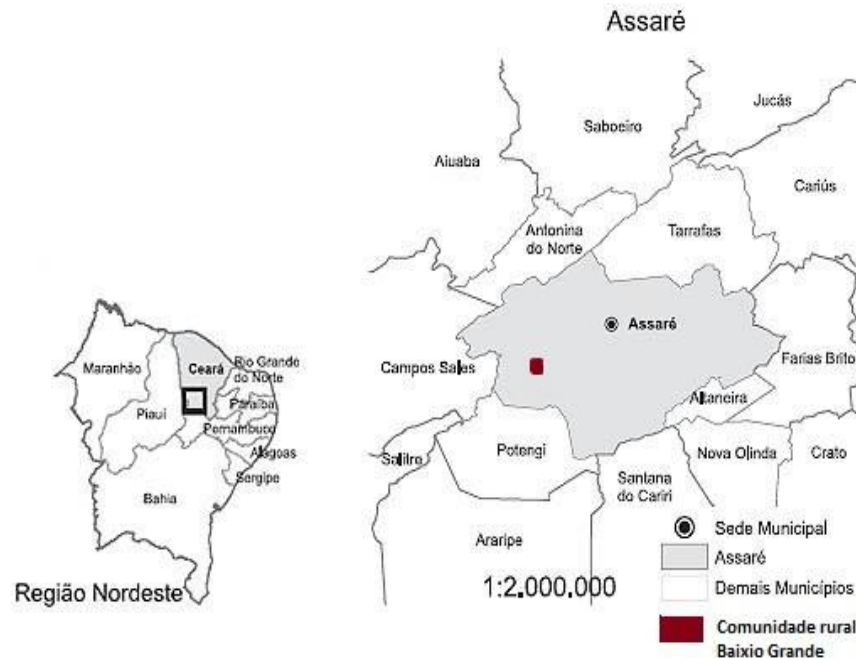 Assaré
Jucás
Saboeiro
Aiuaba
Cariús
Antonina
do Norte
Tarrafas
Assaré
Campos Sales
Farias Brito
Altaneira
Salitre
Potengi
Nova Olinda
Crato
Santana
do Cariri
Araripe
1:2.000.000
Maranhão
Ceará
Rio Grande
do Norte
Piauí
Paraíba
Pernambuco
Alagoas
Sergipe
Bahia
Região Nordeste
Sede Municipal
Assaré
Demais Municípios
Comunidade rural
Baixio Grande